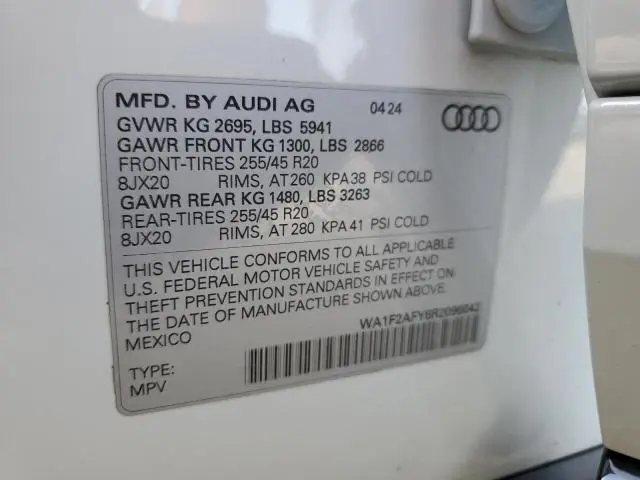 MFD. BY AUDI AG 04 24
GVWR KG 2695, LBS 5941
GAWR FRONT KG 1300, LBS 2866
FRONT-TIRES 255/45 R20
8JX20 RIMS, AT 260 KPA 38 PSI COLD
GAWR REAR KG 1480, LBS 3263
REAR-TIRES 255/45 R20
8JX20 RIMS, AT 280 KPA 41 PSI COLD
THIS VEHICLE CONFORMS TO ALL APPLICABLE
U.S. FEDERAL MOTOR VEHICLE SAFETY AND
THEFT PREVENTION STANDARDS IN EFFECT ON
THE DATE OF MANUFACTURE SHOWN ABOVE.
MEXICO WA1F2AFY6R2096042
TYPE:
MPV